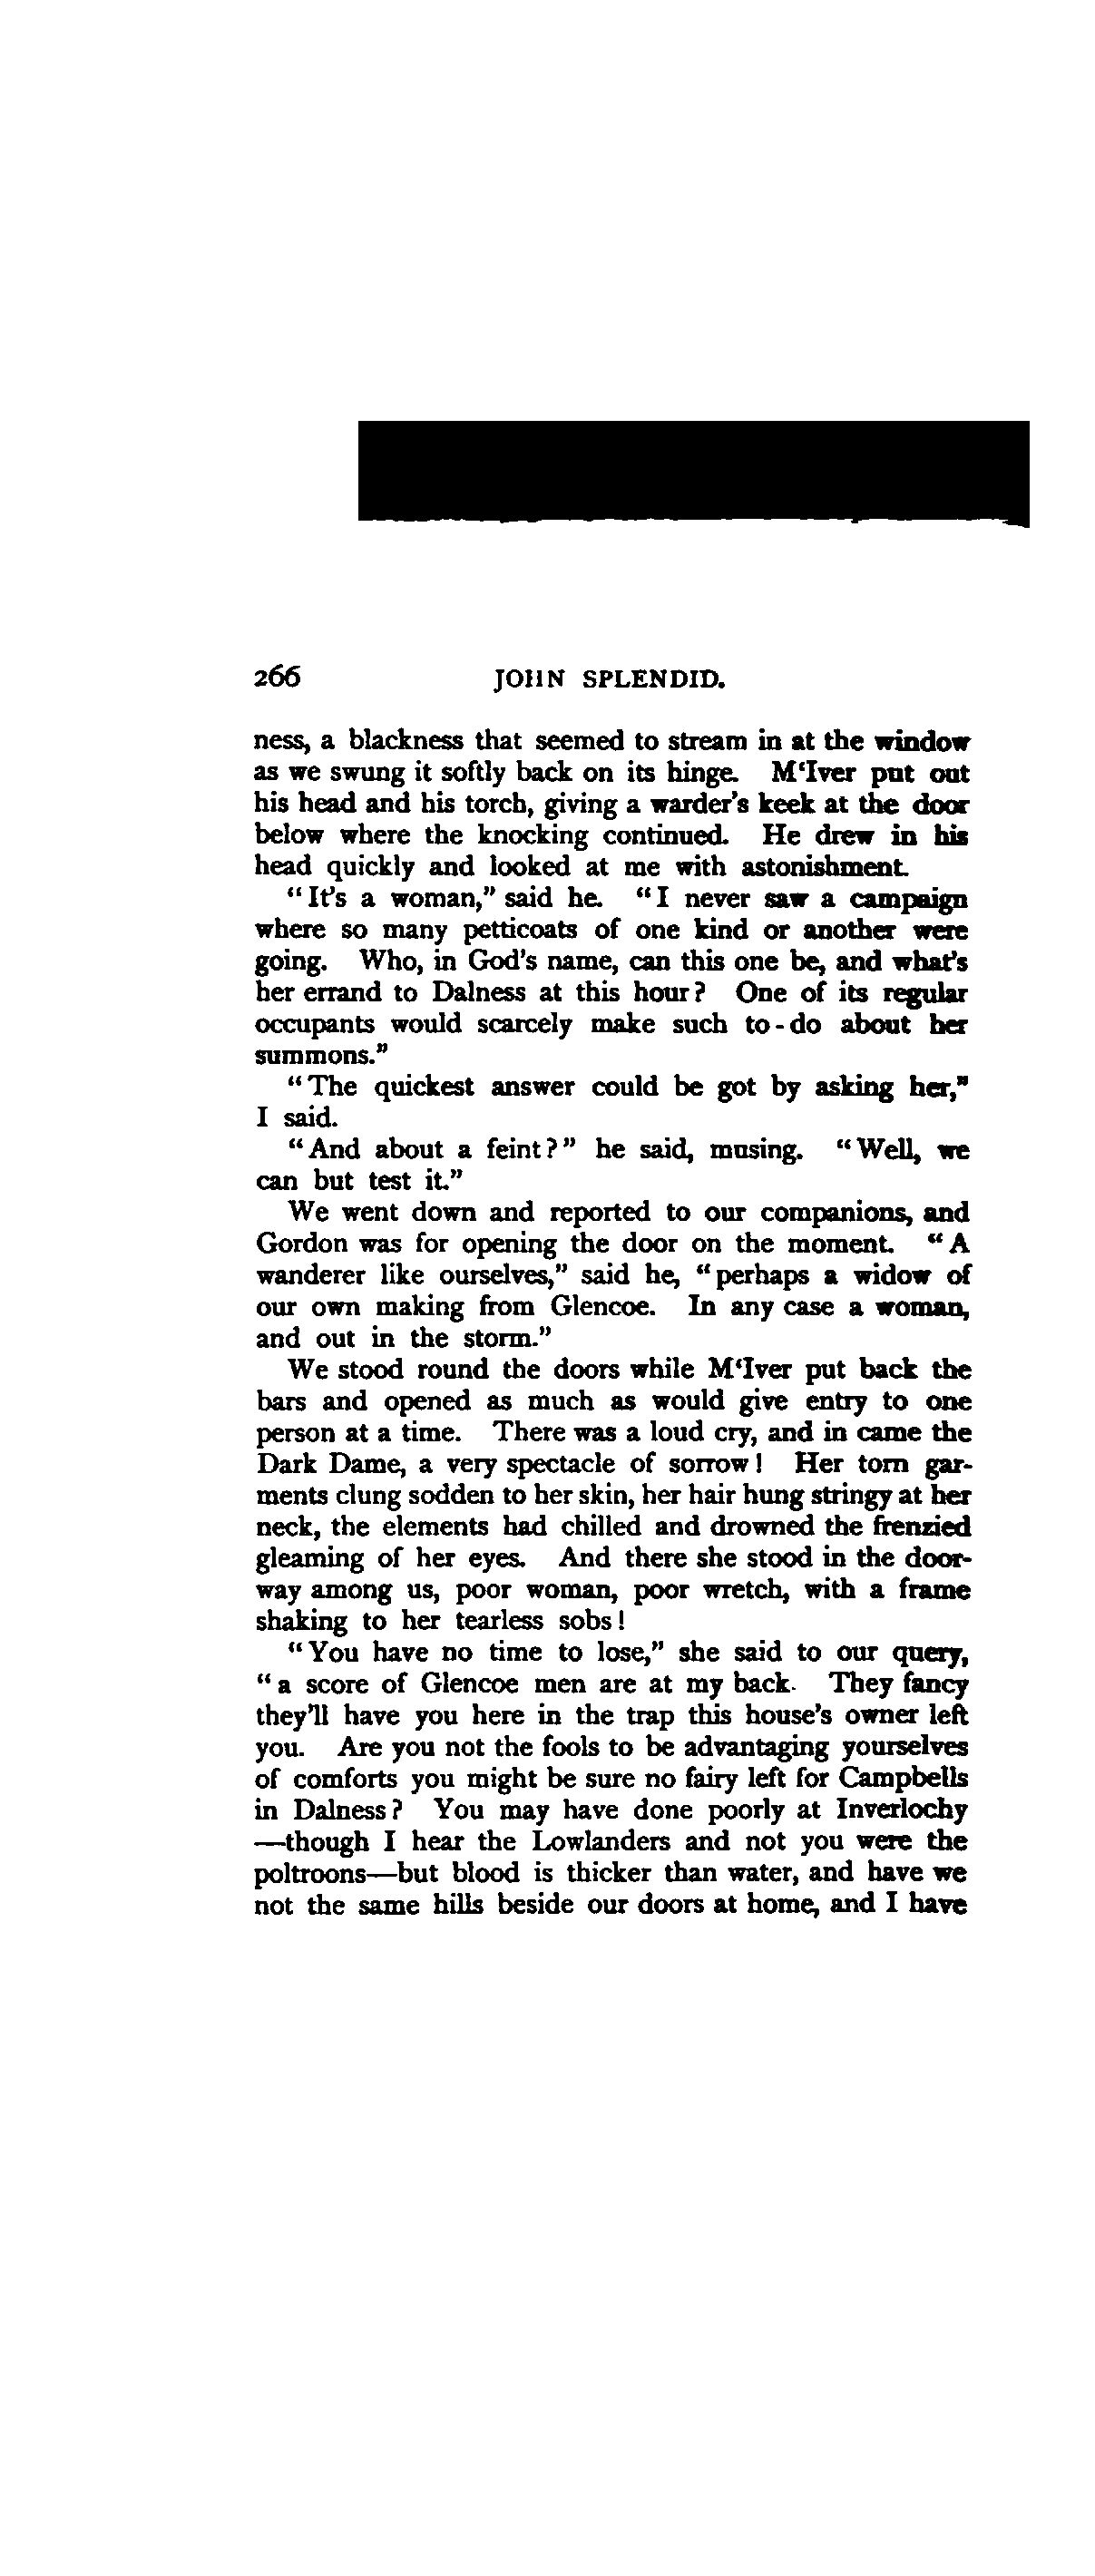 266 JOHN SPLENDID.
ness, a blackness that seemed to stream in at the window
as we swung it softly back on its hinge. M‘Iver put out
his head and his torch, giving a warder's keek at the door
below where the knocking continued. He drew in his
head quickly and looked at me with astonishment.
“It's a woman,” said he. “I never saw a campaign
where so many petticoats of one kind or another were
going. Who, in God's name, can this one be, and what's
her errand to Dalness at this hour? One of its regular
occupants would scarcely make such to-do about her
summons.”
“The quickest answer could be got by asking her,”
I said.
“And about a feint?” he said, musing. “Well, we
can but test it.”
We went down and reported to our companions, and
Gordon was for opening the door on the moment. “A
wanderer like ourselves,” said he, “perhaps a widow of
our own making from Glencoe. In any case a woman,
and out in the storm.”
We stood round the doors while M‘Iver put back the
bars and opened as much as would give entry to one
person at a time. There was a loud cry, and in came the
Dark Dame, a very spectacle of sorrow! Her torn gar-
ments clung sodden to her skin, her hair hung stringy at her
neck, the elements had chilled and drowned the frenzied
gleaming of her eyes. And there she stood in the door-
way among us, poor woman, poor wretch, with a frame
shaking to her tearless sobs!
“You have no time to lose,” she said to our query,
“a score of Glencoe men are at my back. They fancy
they'll have you here in the trap this house's owner left
you. Are you not the fools to be advantaging yourselves
of comforts you might be sure no fairy left for Campbells
in Dalness? You may have done poorly at Inverlochy
—though I hear the Lowlanders and not you were the
poltroons—but blood is thicker than water, and have we
not the same hills beside our doors at home, and I have